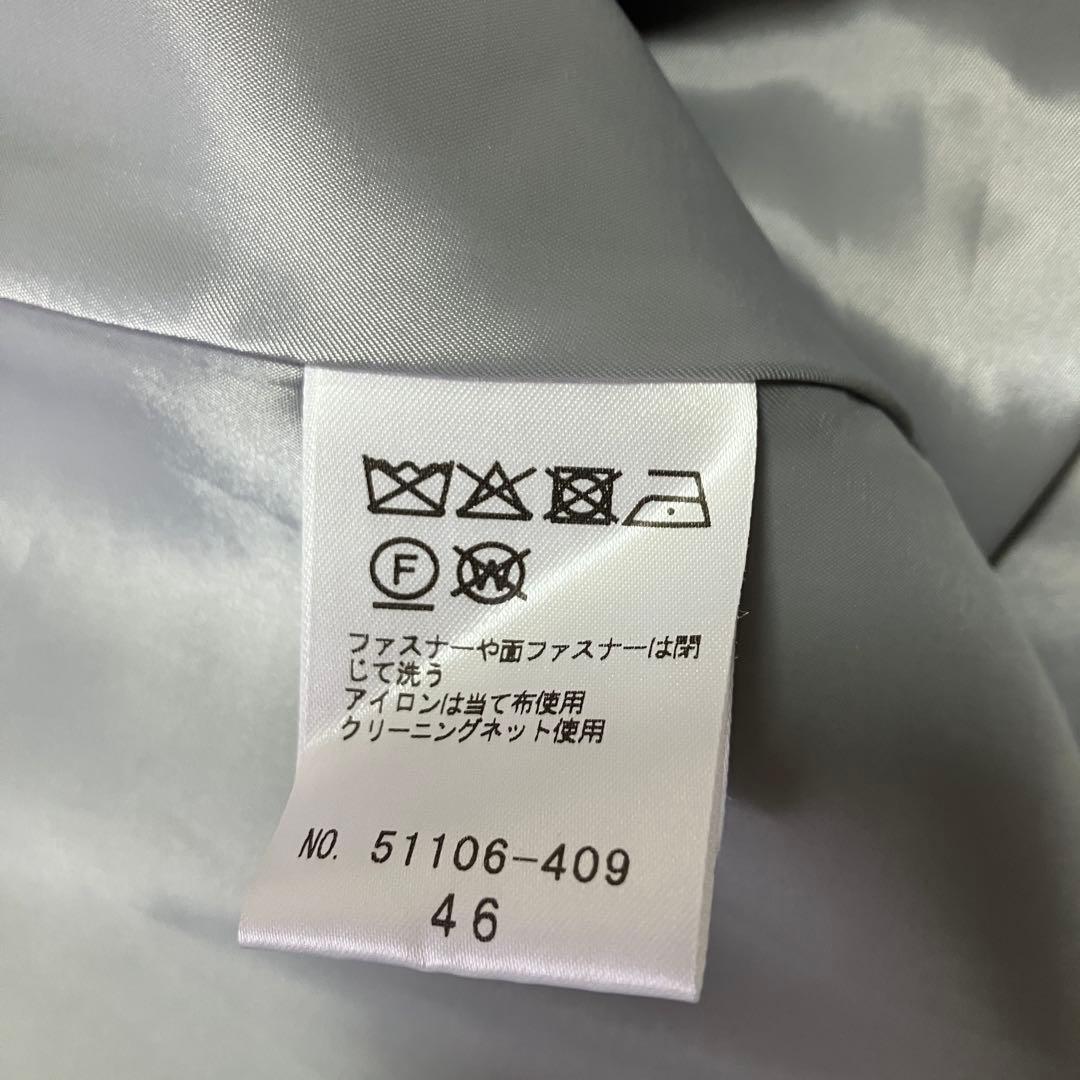 F W
ファスナーや面ファスナーは閉
じて洗う
アイロンは当て布使用
クリーニングネット使用
NO. 51106-409
46